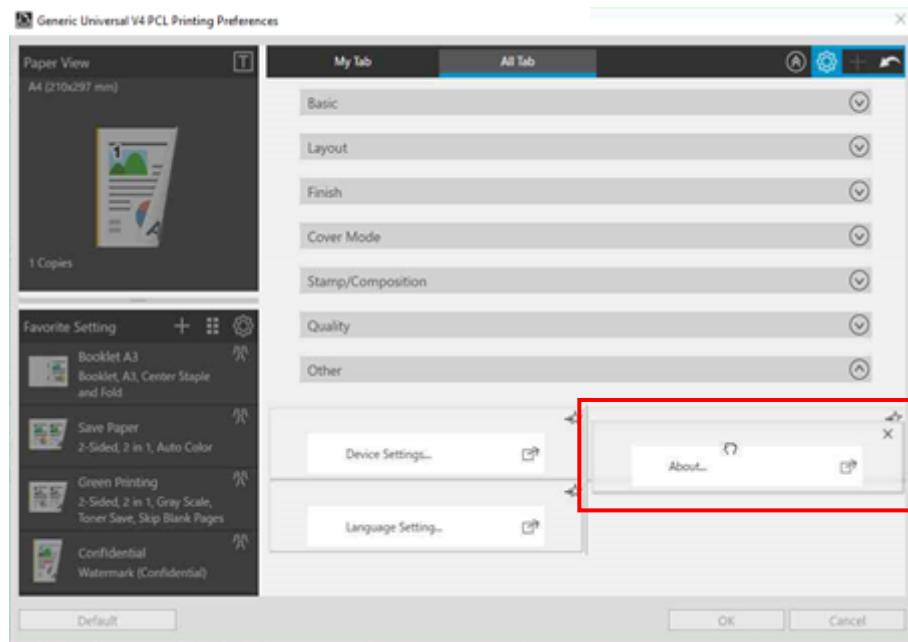 Generic Universal V4 PCL Printing Preferences
Paper View
T
A4 (210x297 mm)
1
A
1 Copies
Favorite Setting
Booklet A3
Booklet, A3, Center Staple
and Fold
Save Paper
2-Sided, 2 in 1, Auto Color
Green Printing
2-Sided, 2 in 1, Gray Scale,
Toner Save, Skip Blank Pages
Confidential
Watermark (Confidential)
Default
My Tab
All Tab
Basic
Layout
Finish
Cover Mode
Stamp/Composition
Quality
Other
Device Settings...
About...
Language Setting...
OK
Cancel